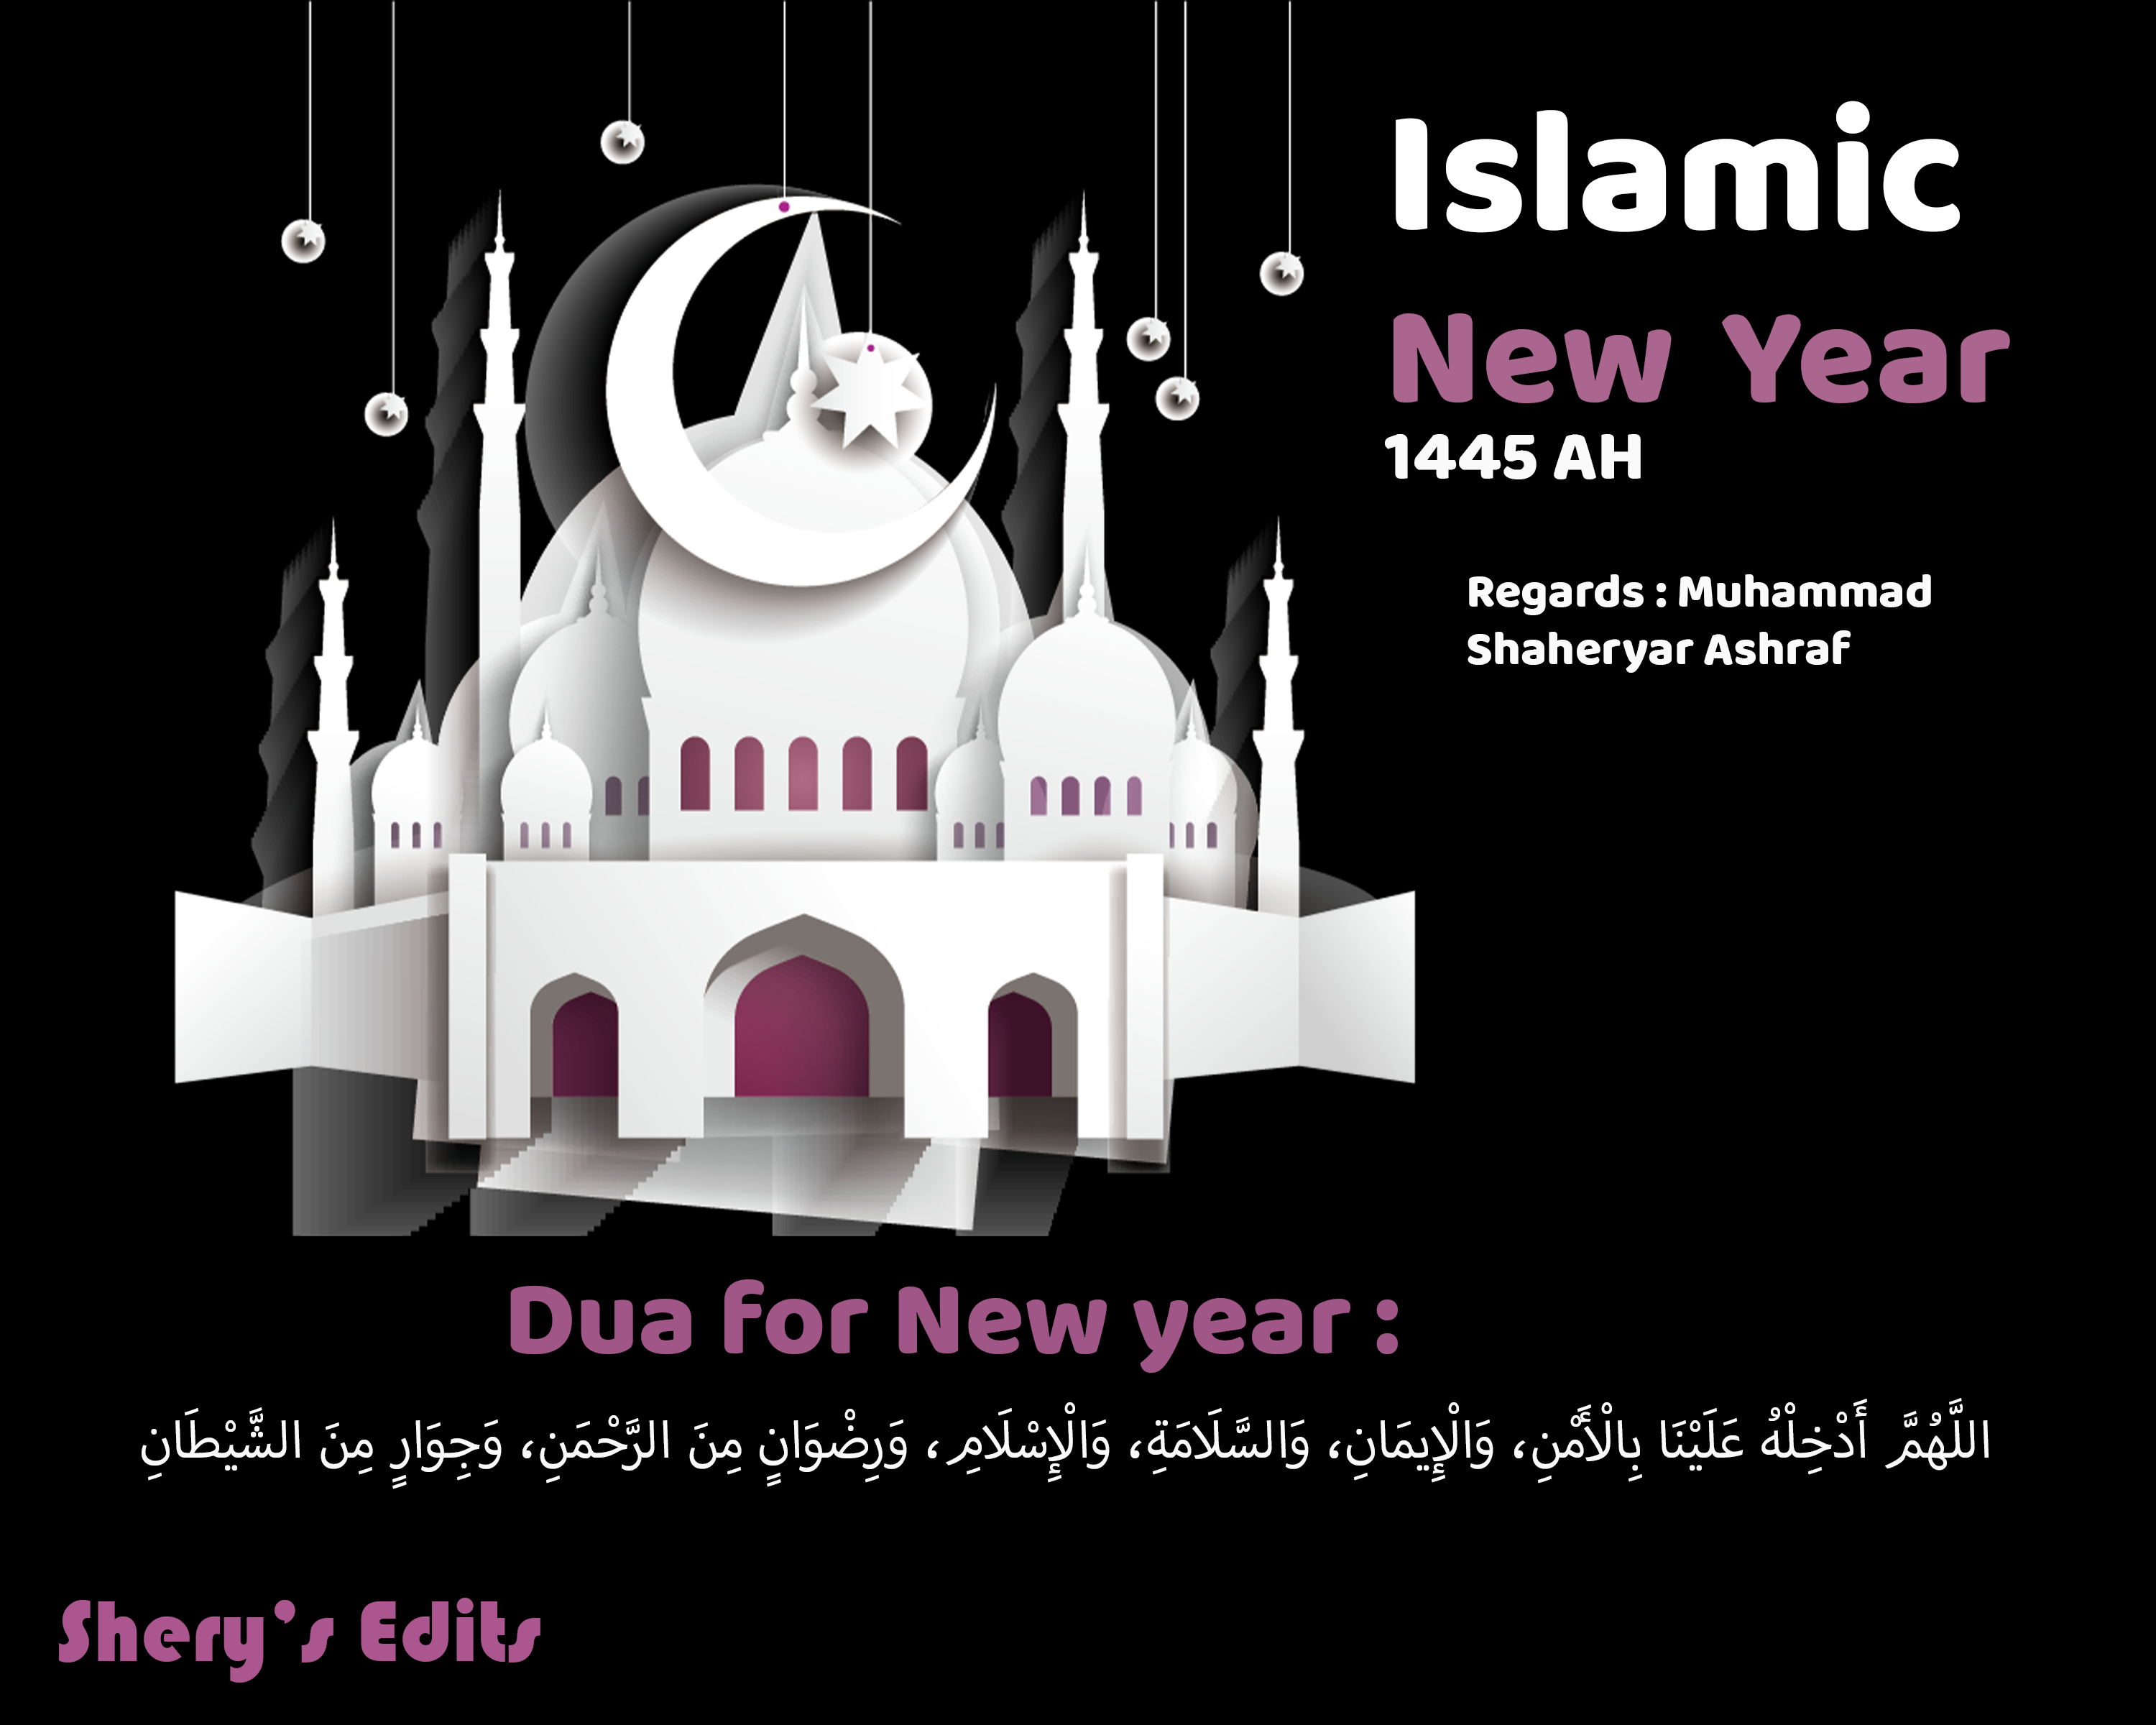 Islamic
New Year
1445 AH
Regards : Muhammad
Shaheryar Ashraf
Dua for New year :
اللَّهُمَّ أَدْخِلْهُ عَلَيْنَا بِالْأَمْنِ، وَالْإِيمَانِ، وَالسَّلَامَةِ، وَالْإِسْلَامِ، وَرِضْوَانٍ مِنَ الرَّحْمَنِ، وَجِوَارٍ مِنَ الشَّيْطَانِ
Shery's Edits